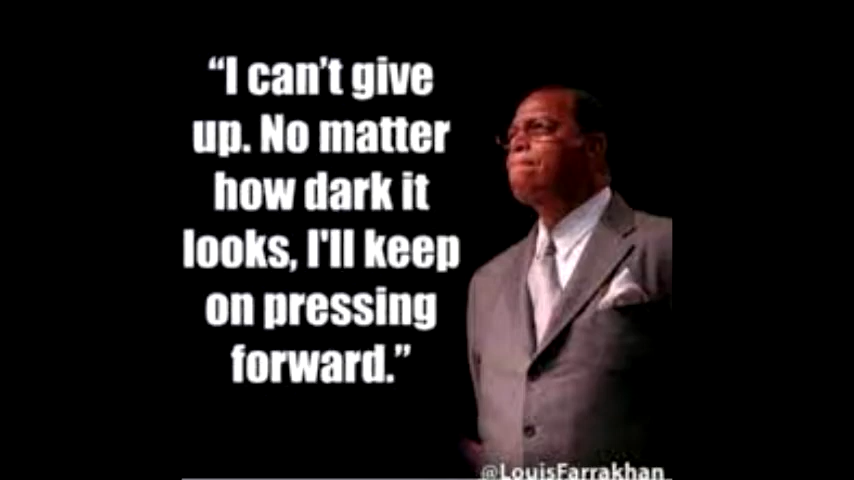 “I can’t give
up. No matter
how dark it
looks, I'll keep
on pressing
forward.”
@LouisFarrakhan